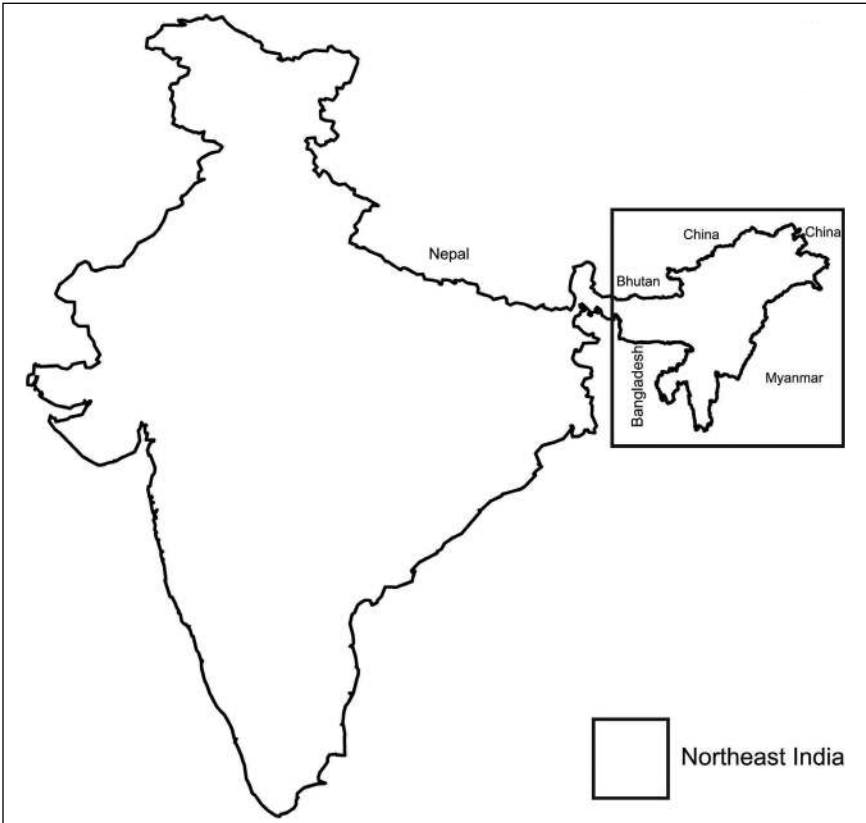 China
China
Nepal
Bhutan
Bangladesh
Myanmar
Northeast India